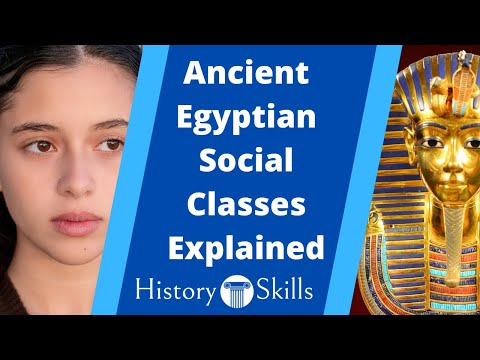 Ancient
Egyptian
Social
Classes
Explained
History Skills